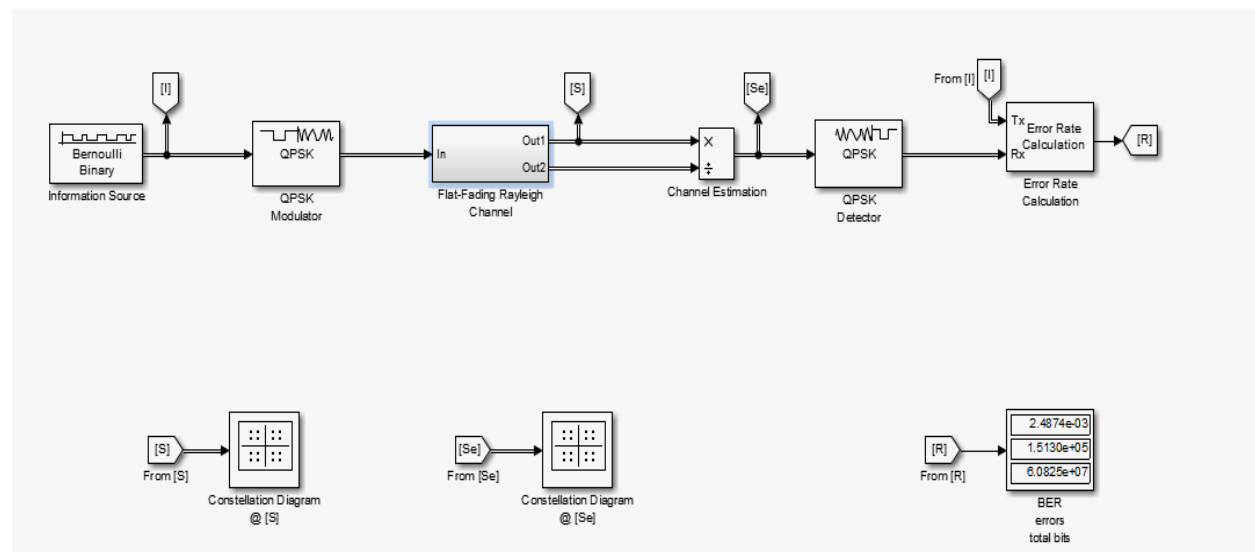 [I]
[S]
[Se]
From [I]
[I]
Bernoulli
Binary
Information Source
QPSK
QPSK
Modulator
In
Out1
Out2
Flat-Fading Rayleigh
Channel
×
÷
Channel Estimation
QPSK
QPSK
Detector
Tx
Rx
Error Rate
Calculation
Error Rate
Calculation
[R]
[S]
From [S]
Constellation Diagram
@ [S]
[Se]
From [Se]
Constellation Diagram
@ [Se]
[R]
From [R]
2.4874e-03
1.5130e+05
6.0825e+07
BER
errors
total bits